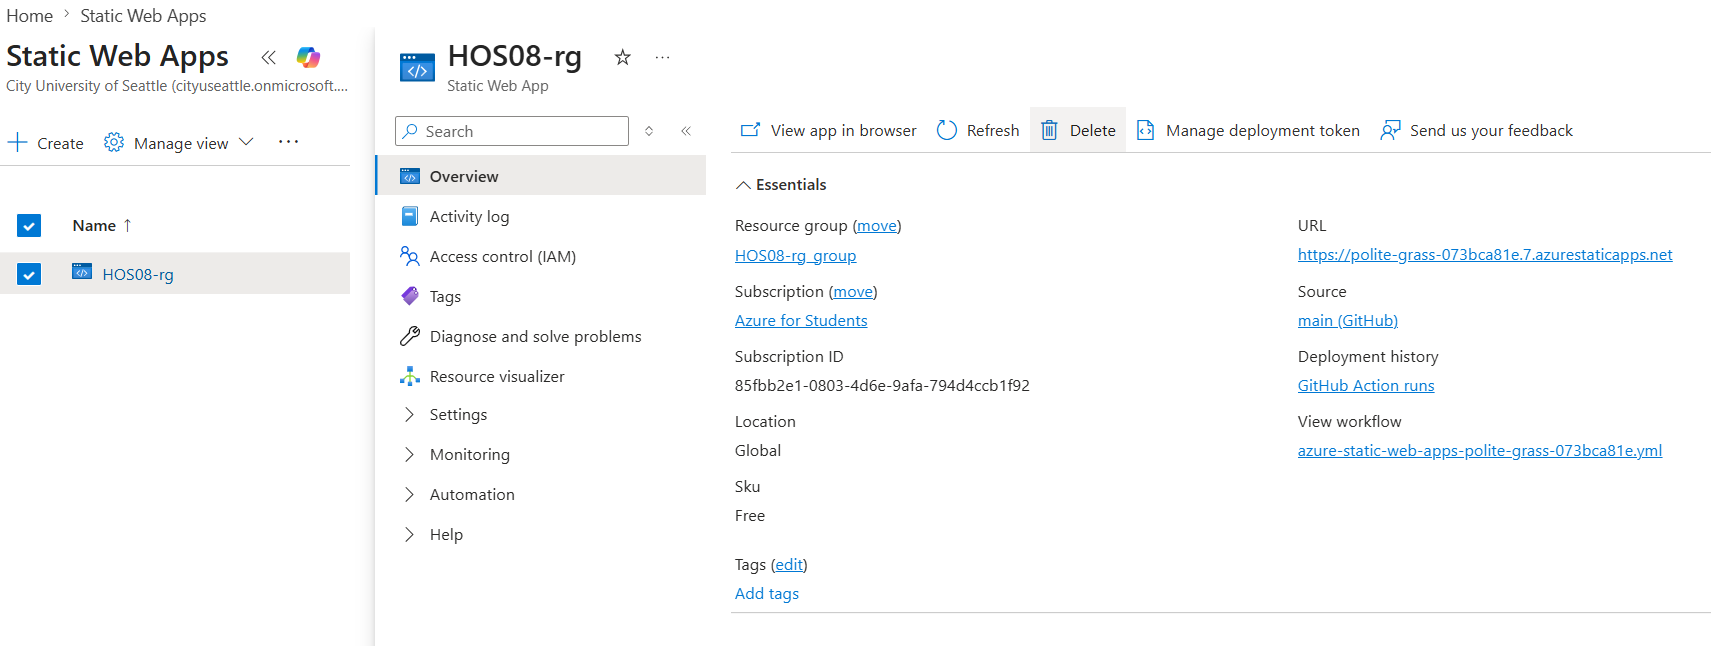 Home > Static Web Apps
Static Web Apps
City University of Seattle (cityuseattle.onmicrosoft....
Create
Manage view
...
Name ↑
HOS08-rg
HOS08-rg
...
Static Web App
Search
Overview
Activity log
Access control (IAM)
Tags
Diagnose and solve problems
Resource visualizer
Settings
Monitoring
Automation
Help
View app in browser
Refresh
Delete
Manage deployment token
Send us your feedback
Essentials
Resource group (move)
HOS08-rg_group
Subscription (move)
Azure for Students
Subscription ID
85fbb2e1-0803-4d6e-9afa-794d4ccb1f92
Location
Global
Sku
Free
Tags (edit)
Add tags
URL
https://polite-grass-073bca81e.7.azurestaticapps.net
Source
main (GitHub)
Deployment history
GitHub Action runs
View workflow
azure-static-web-apps-polite-grass-073bca81e.yml